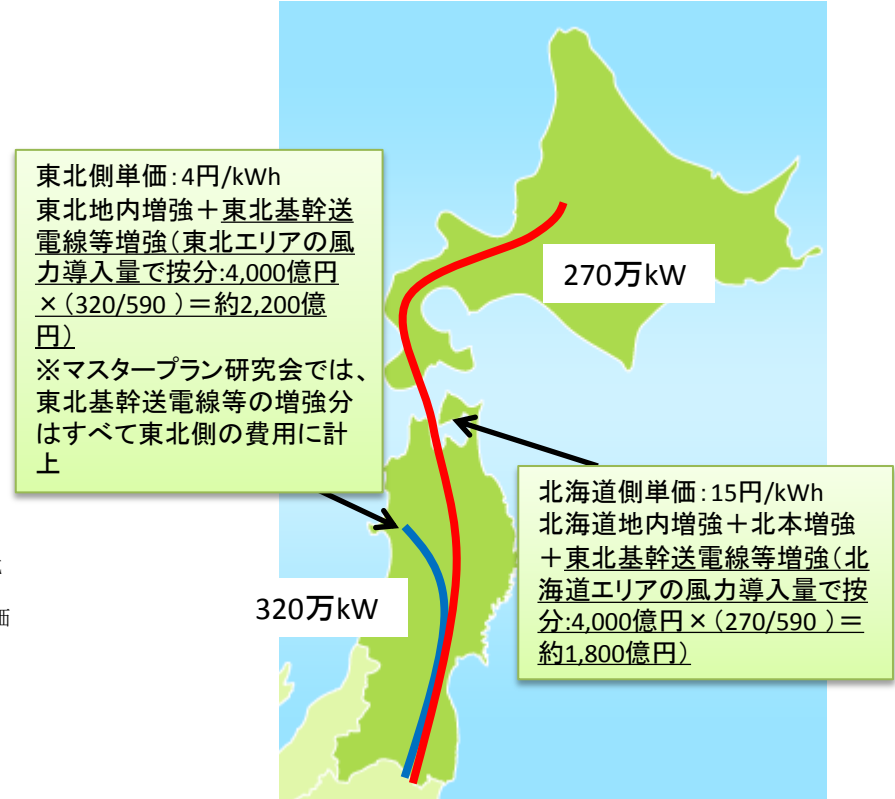 東北側単価：4円/kWh
東北地内増強＋東北基幹送
電線等増強（東北エリアの風
力導入量で按分:4,000億円
×（320/590 ）＝約2,200億
円）
※マスタープラン研究会では、
東北基幹送電線等の増強分
はすべて東北側の費用に計
上
270万kW
北海道側単価：15円/kWh
北海道地内増強＋北本増強
＋東北基幹送電線等増強（北
海道エリアの風力導入量で按
分:4,000億円×（270/590 ）＝
約1,800億円）
320万kW